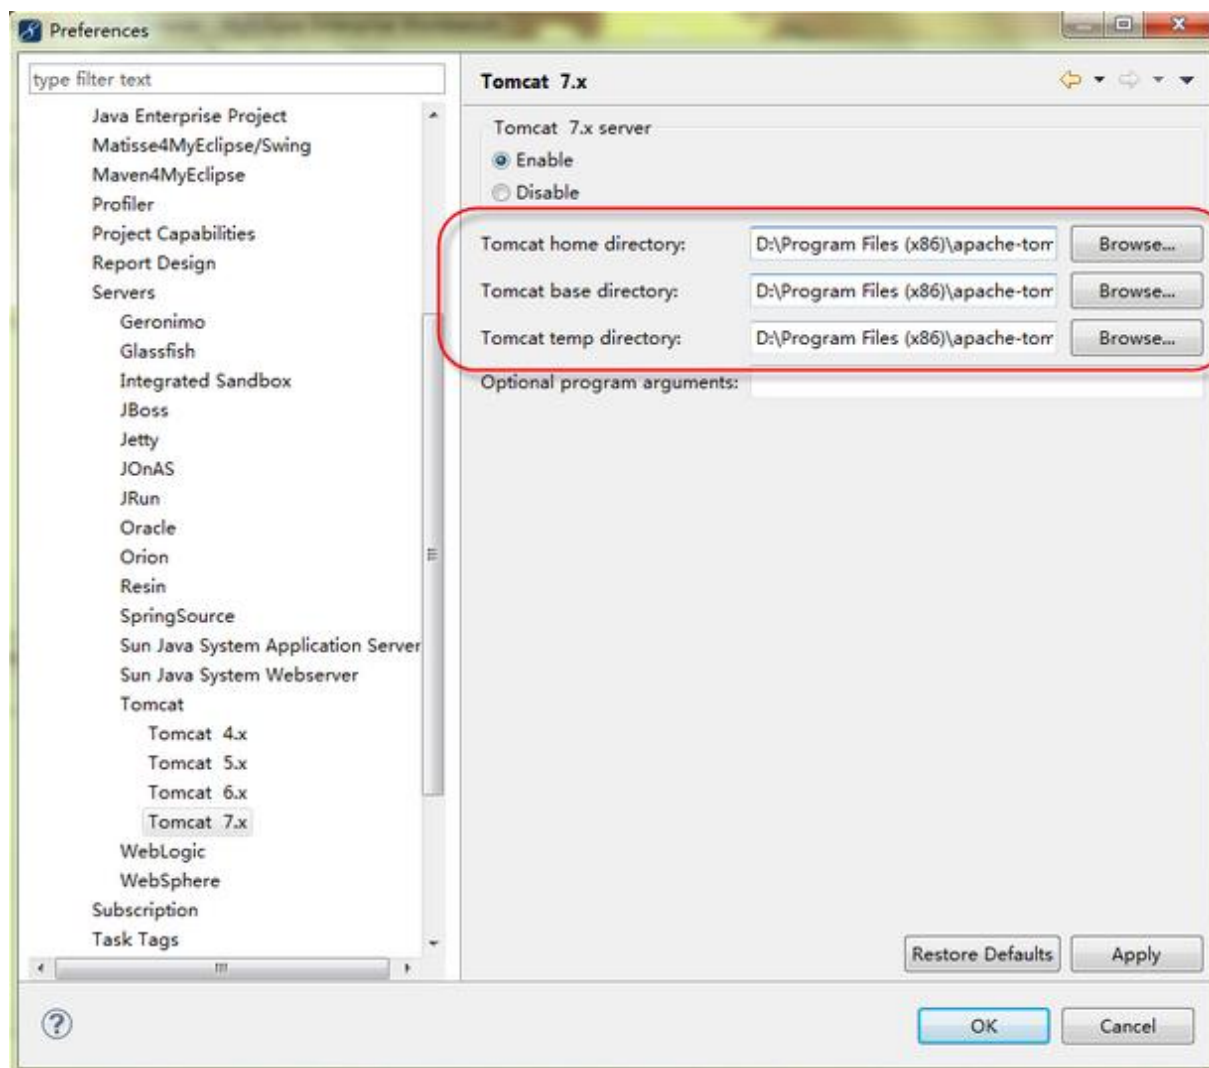 Preferences
type filter text
Java Enterprise Project
Matisse4MyEclipse/Swing
Maven4MyEclipse
Profiler
Project Capabilities
Report Design
Servers
Geronimo
Glassfish
Integrated Sandbox
JBoss
Jetty
JOnAS
JRun
Oracle
Orion
Resin
SpringSource
Sun Java System Application Server
Sun Java System Webserver
Tomcat
Tomcat 4.x
Tomcat 5.x
Tomcat 6.x
Tomcat 7.x
WebLogic
WebSphere
Subscription
Task Tags
Tomcat 7.x
Tomcat 7.x server
Enable
Disable
Tomcat home directory: D:\Program Files (x86)\apache-tom Browse...
Tomcat base directory: D:\Program Files (x86)\apache-tom Browse...
Tomcat temp directory: D:\Program Files (x86)\apache-tom Browse...
Optional program arguments:
Restore Defaults Apply
OK Cancel